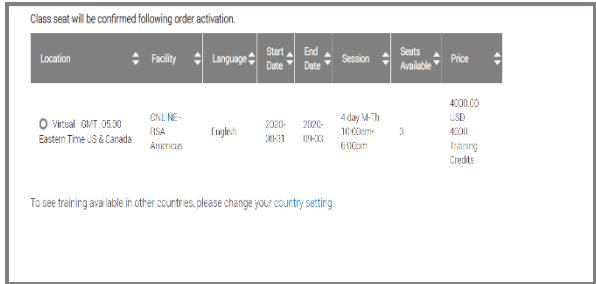 Class seat will be confirmed following order activation.
Location Facility Language Start Date End Date Session Seats Available Price
Virtual - GMT -05:00 Eastern Time US & Canada
ONLINE - RSA Americas
English
2020-08-31
2020-09-03
4 day M-Th 10:00am-6:00pm
3
4000.00 USD
4000 Training Credits
To see training available in other countries, please change your country setting